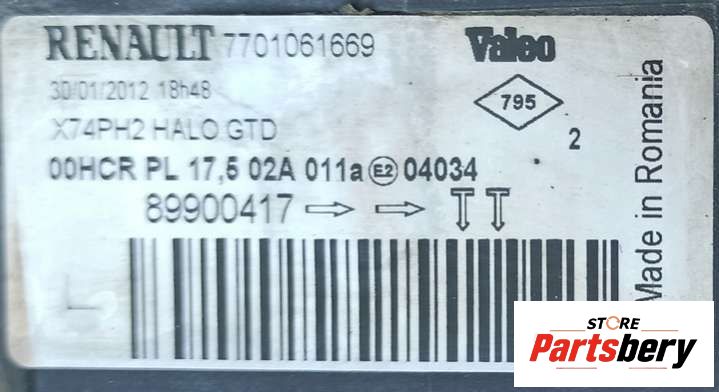 RENAULT 7701061669 Valeo
30/01/2012 18h48
795
X74PH2 HALO GTD
2
00HCR PL 17,5 02A 011a E2 04034
89900417 ⇨ ⇨
Made in Romania
STORE
Partsbery